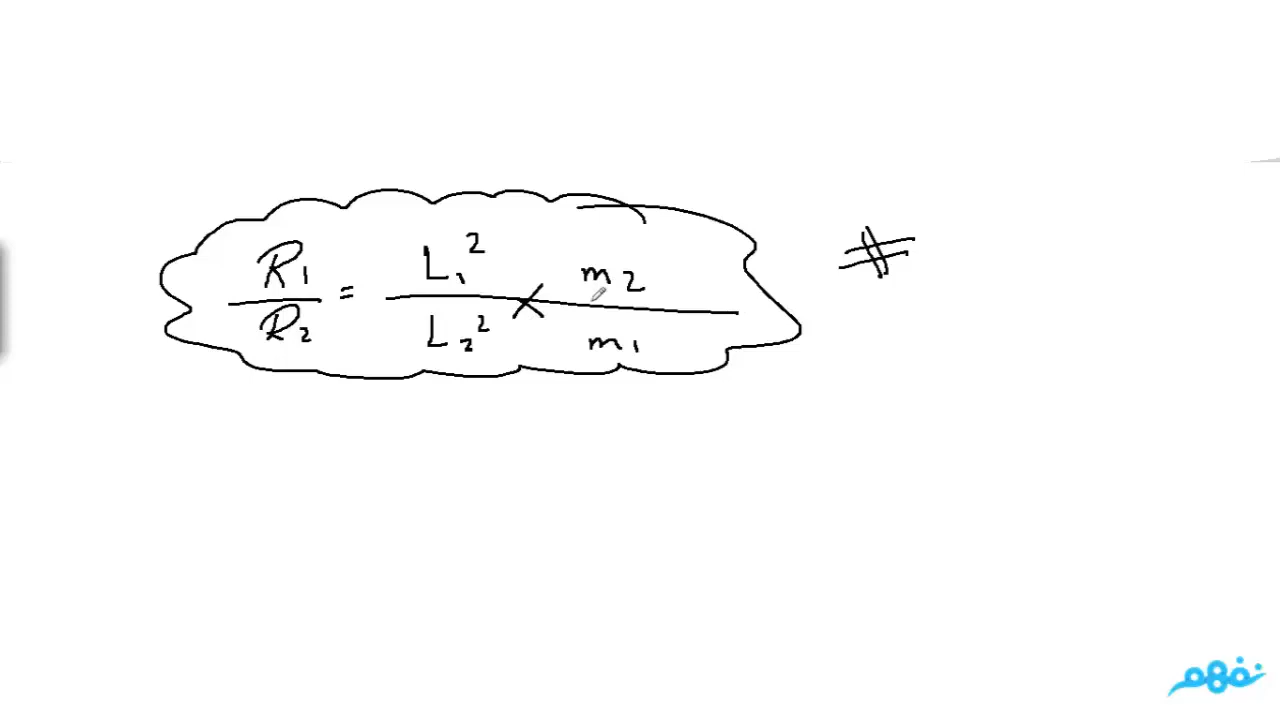 R₁/R₂ = L₁²/L₂² × m₂/m₁ #
نفهم